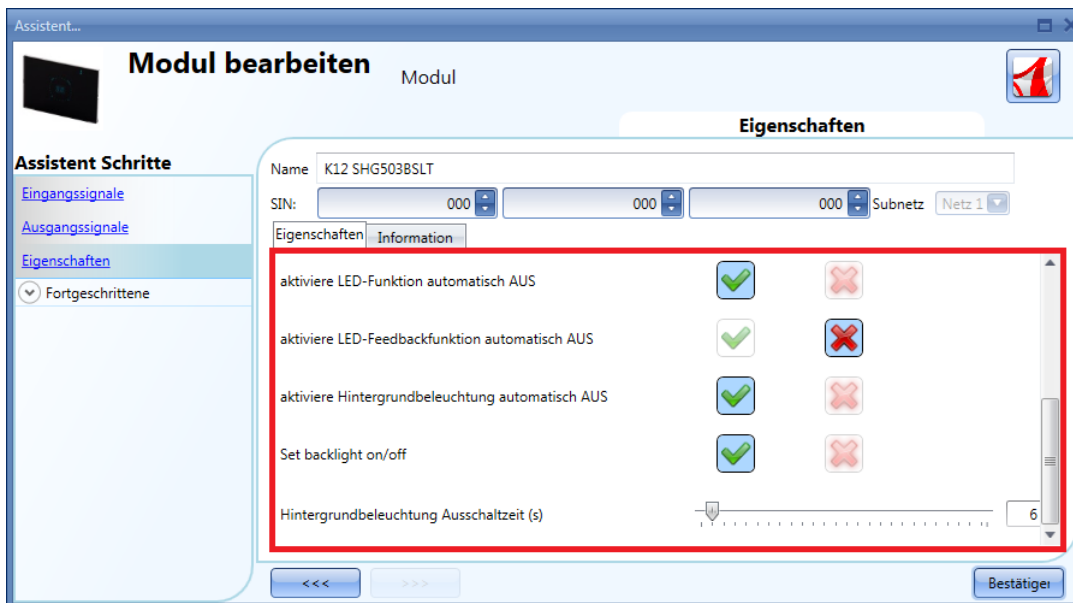 Assistent...
Modul bearbeiten
Modul
Eigenschaften
Assistent Schritte
Eingangssignale
Ausgangssignale
Eigenschaften
Fortgeschrittene
Name K12 SHG503BSLT
SIN: 000 000 000 Subnetz Netz 1
Eigenschaften Information
aktiviere LED-Funktion automatisch AUS
aktiviere LED-Feedbackfunktion automatisch AUS
aktiviere Hintergrundbeleuchtung automatisch AUS
Set backlight on/off
Hintergrundbeleuchtung Ausschaltzeit (s) 6
<<< >>> Bestätiger